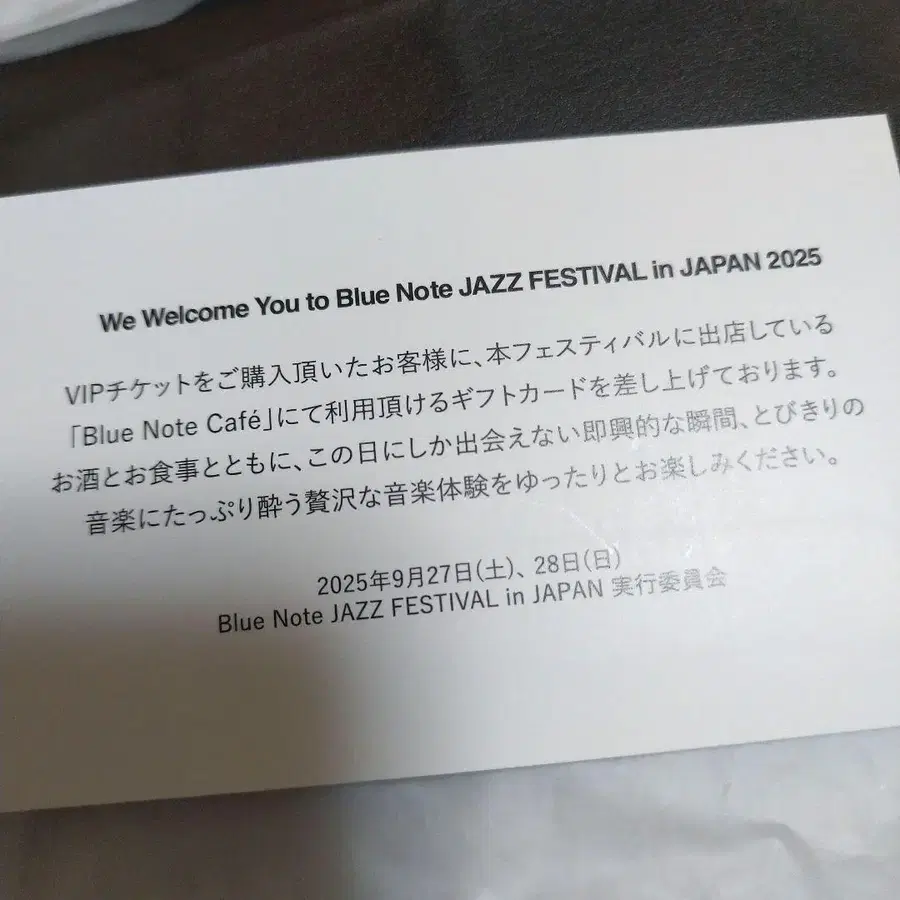 We Welcome You to Blue Note JAZZ FESTIVAL in JAPAN 2025
VIPチケットをご購入頂いたお客様に、本フェスティバルに出店している
「Blue Note Café」にて利用頂けるギフトカードを差し上げております。
お酒とお食事とともに、この日にしか出会えない即興的な瞬間、とびきりの
音楽にたっぷり酔う贅沢な音楽体験をゆったりとお楽しみください。
2025年9月27日(土)、28日(日)
Blue Note JAZZ FESTIVAL in JAPAN 実行委員会